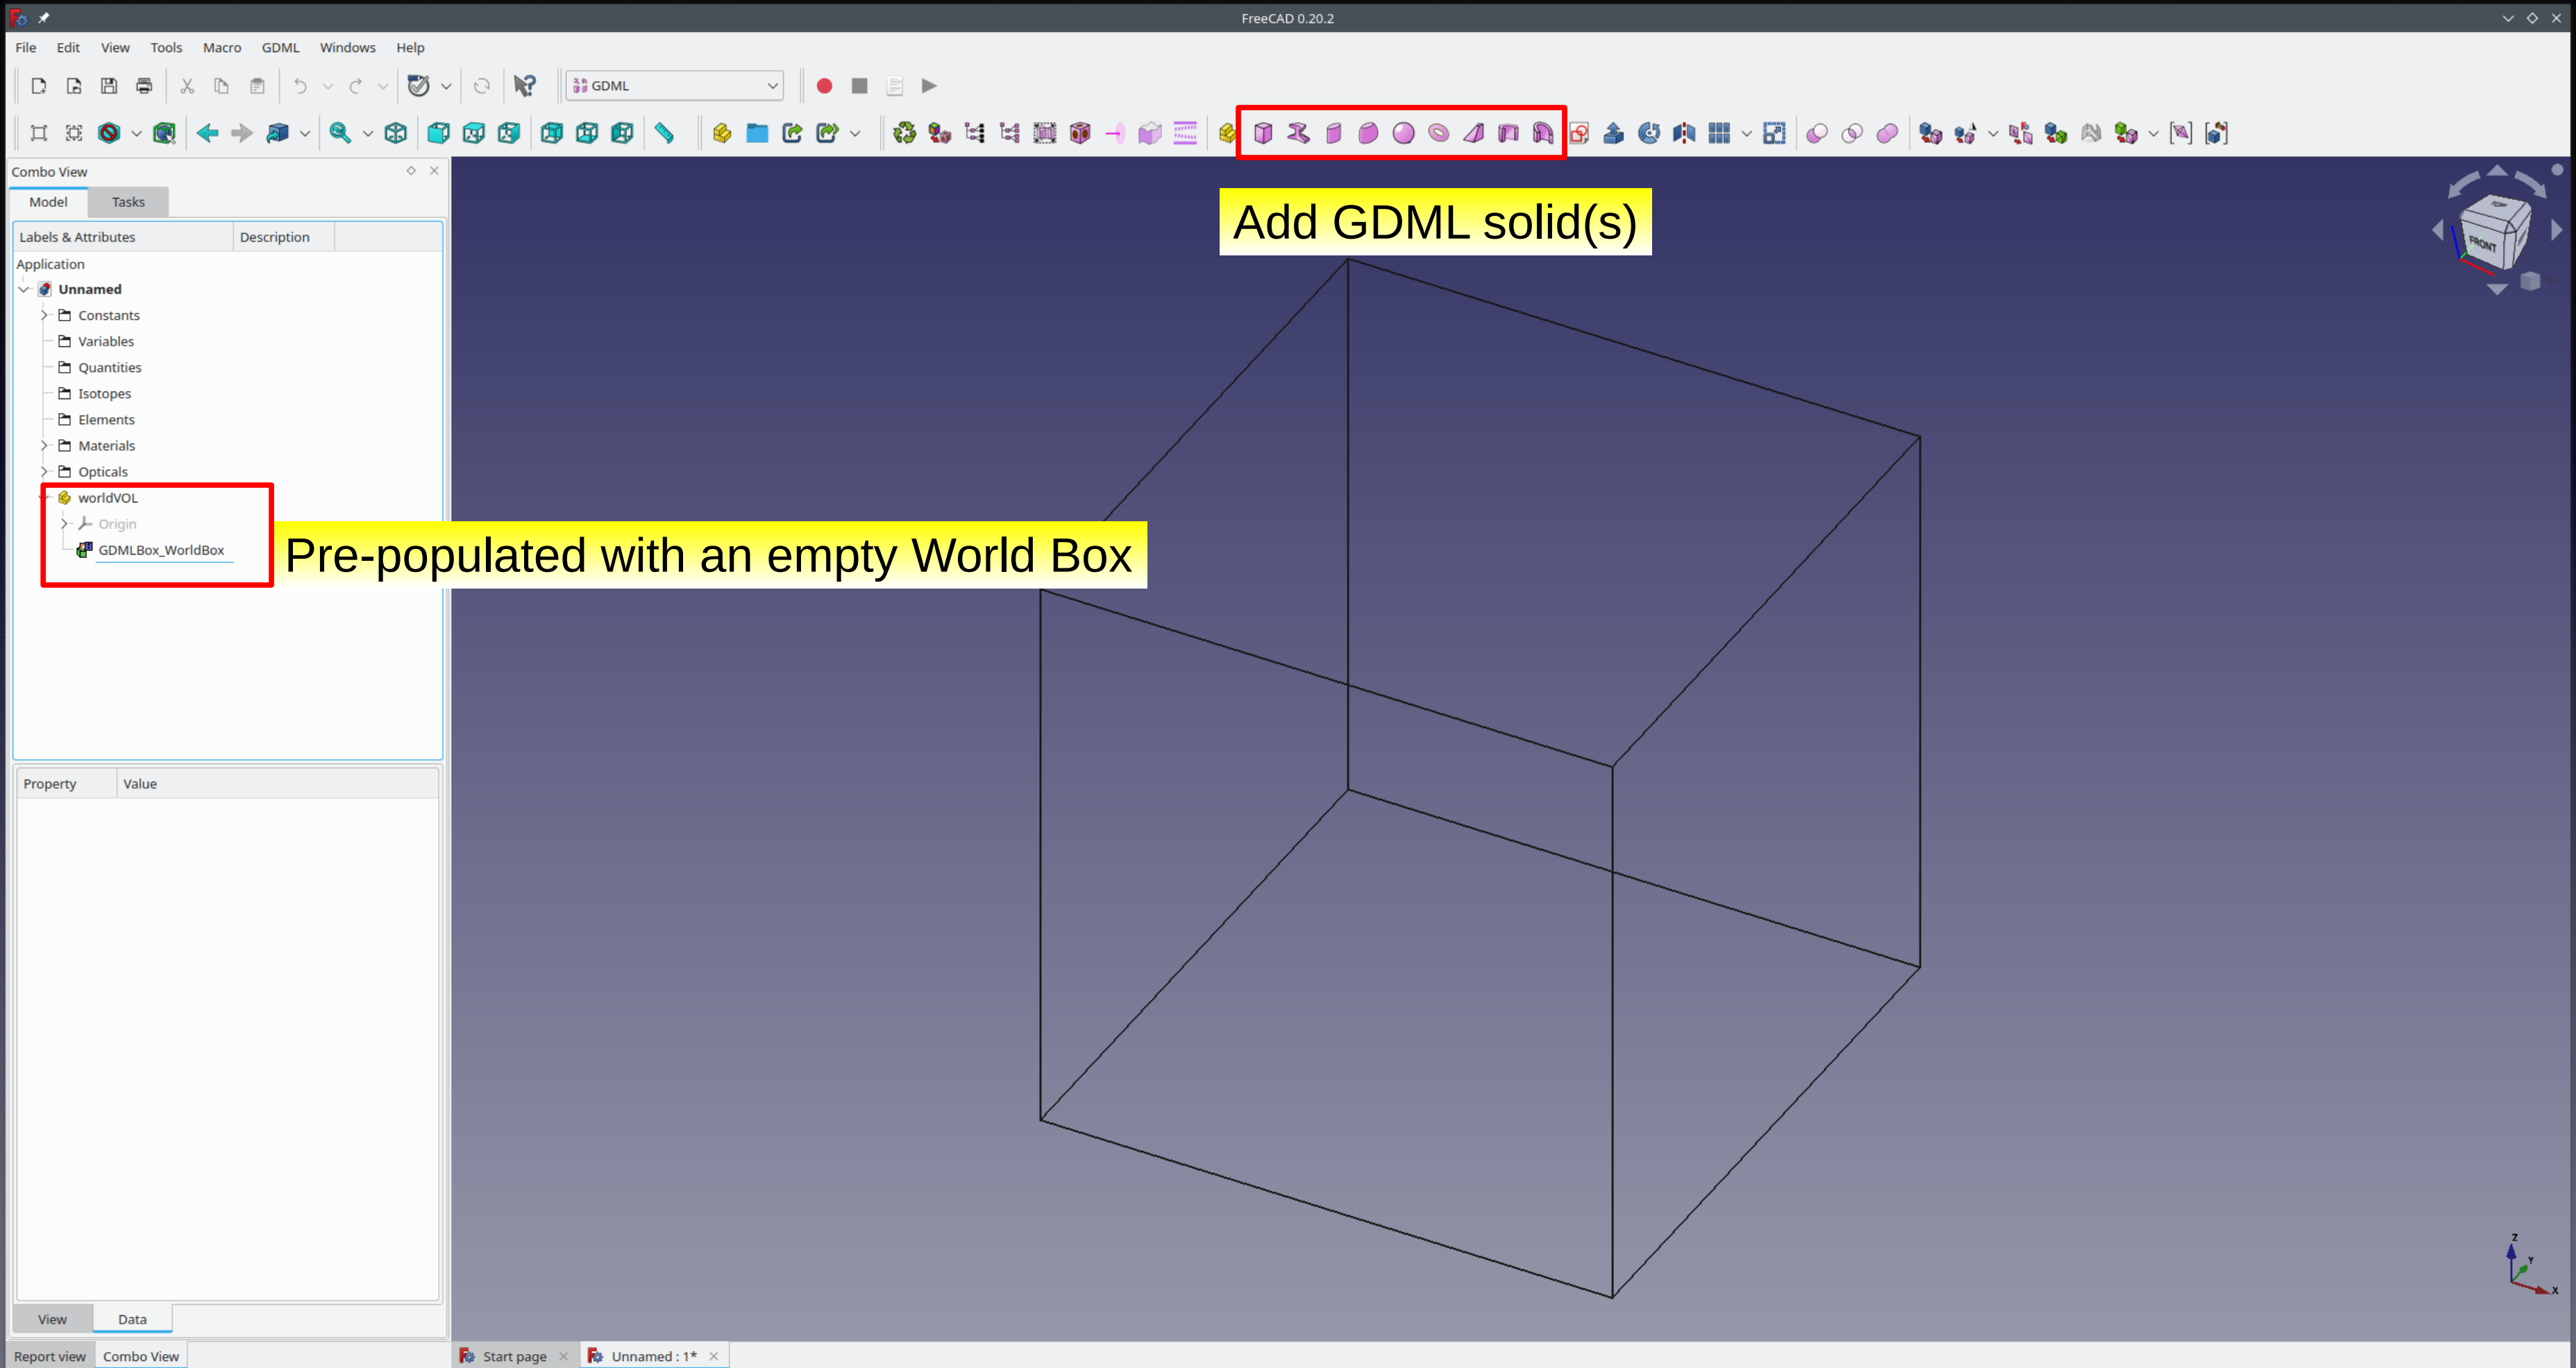 FreeCAD 0.20.2
File Edit View Tools Macro GDML Windows Help
GDML
Combo View
Model Tasks
Labels & Attributes Description
Application
Unnamed
Constants
Variables
Quantities
Isotopes
Elements
Materials
Opticals
worldVOL
Origin
GDMLBox_WorldBox
Add GDML solid(s)
Pre-populated with an empty World Box
TOP
FRONT
Property Value
View Data
Z
Y
X
Report view Combo View
Start page Unnamed : 1*